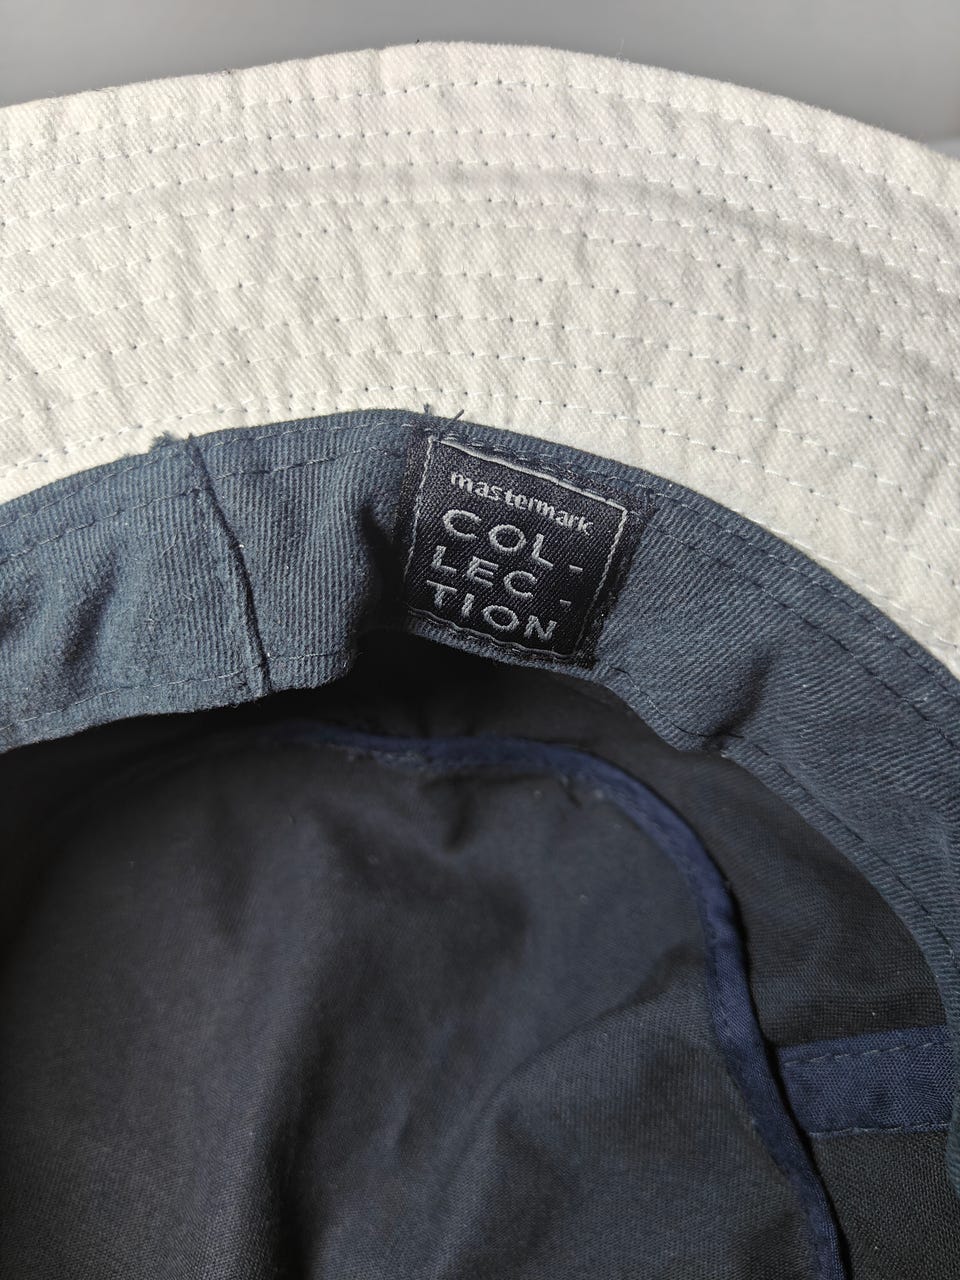 mastermark
COL-
LEC-
TION